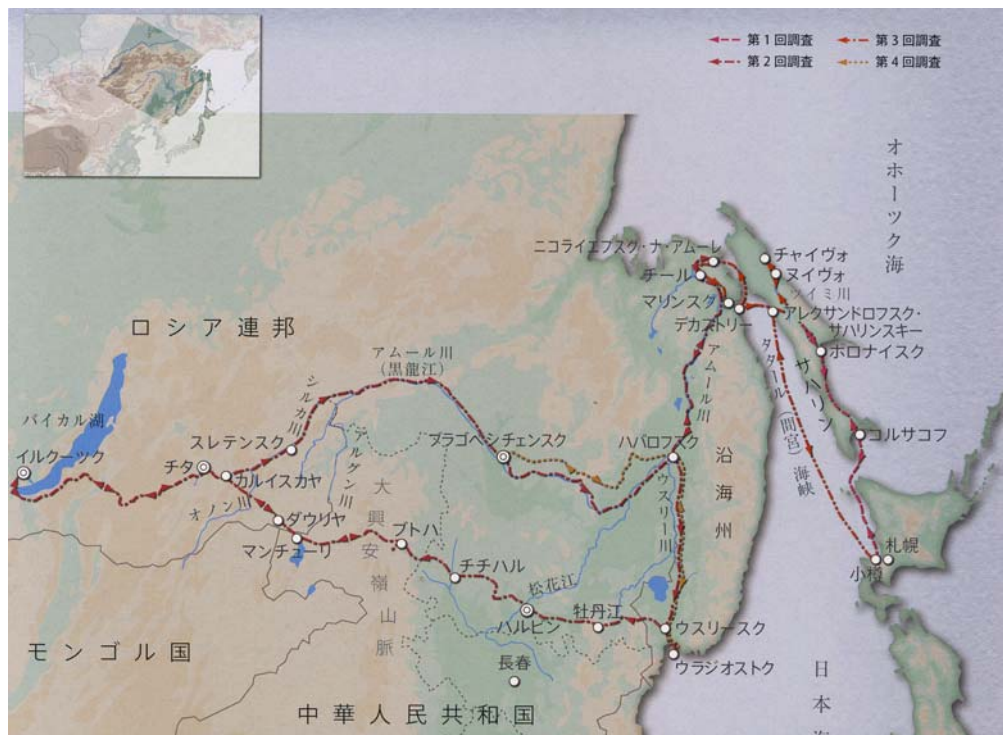 第1回調査
第2回調査
第3回調査
第4回調査
オホーツク海
ロシア連邦
ニコライエフスク・ナ・アムーレ
チール
マリンスク
デカストリー
チャイヴォ
ヌイヴォ
ツイミ川
アレクサンドロフスク・
サハリンスキー
ポロナイスク
サハリン
タタール(間宮)海峡
コルサコフ
アムール川
(黒龍江)
シルカ川
アムール川
バイカル湖
イルクーツク
スレテンスク
チタ
カルイスカヤ
アルグン川
オノン川
ブラゴベシチェンスク
ハバロフスク
沿海州
ウスリー川
大興安嶺山脈
ダウリヤ
マンチューリ
ブトハ
チチハル
松花江
ハルビン
牡丹江
ウスリースク
ウラジオストク
札幌
小樽
長春
モンゴル国
中華人民共和国
日本海